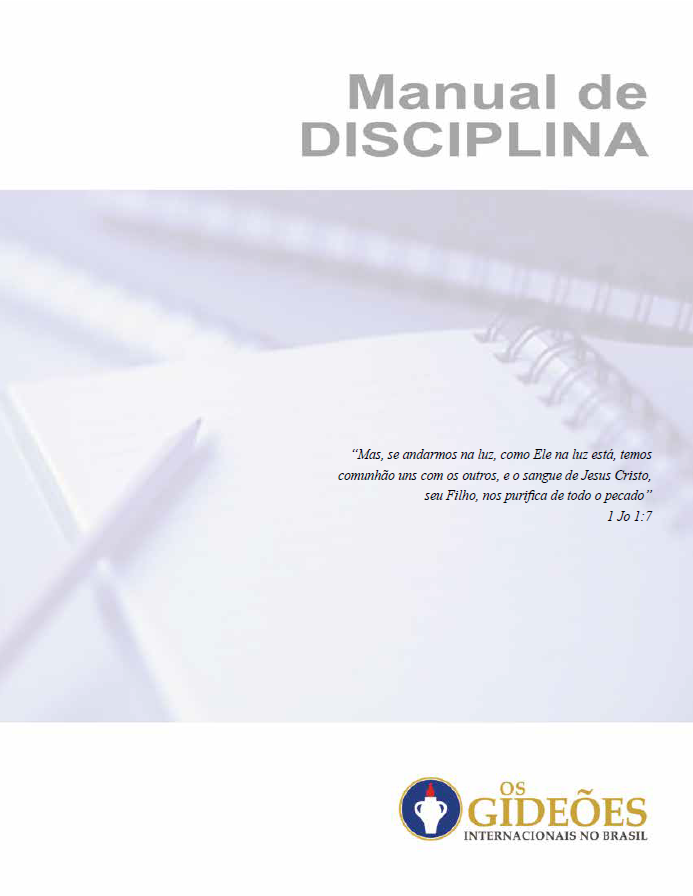 Manual de
DISCIPLINA
“Mas, se andarmos na luz, como Ele na luz está, temos
comunhão uns com os outros, e o sangue de Jesus Cristo,
seu Filho, nos purifica de todo o pecado”
1 Jo 1:7
OS
GIDEÕES
INTERNACIONAIS NO BRASIL